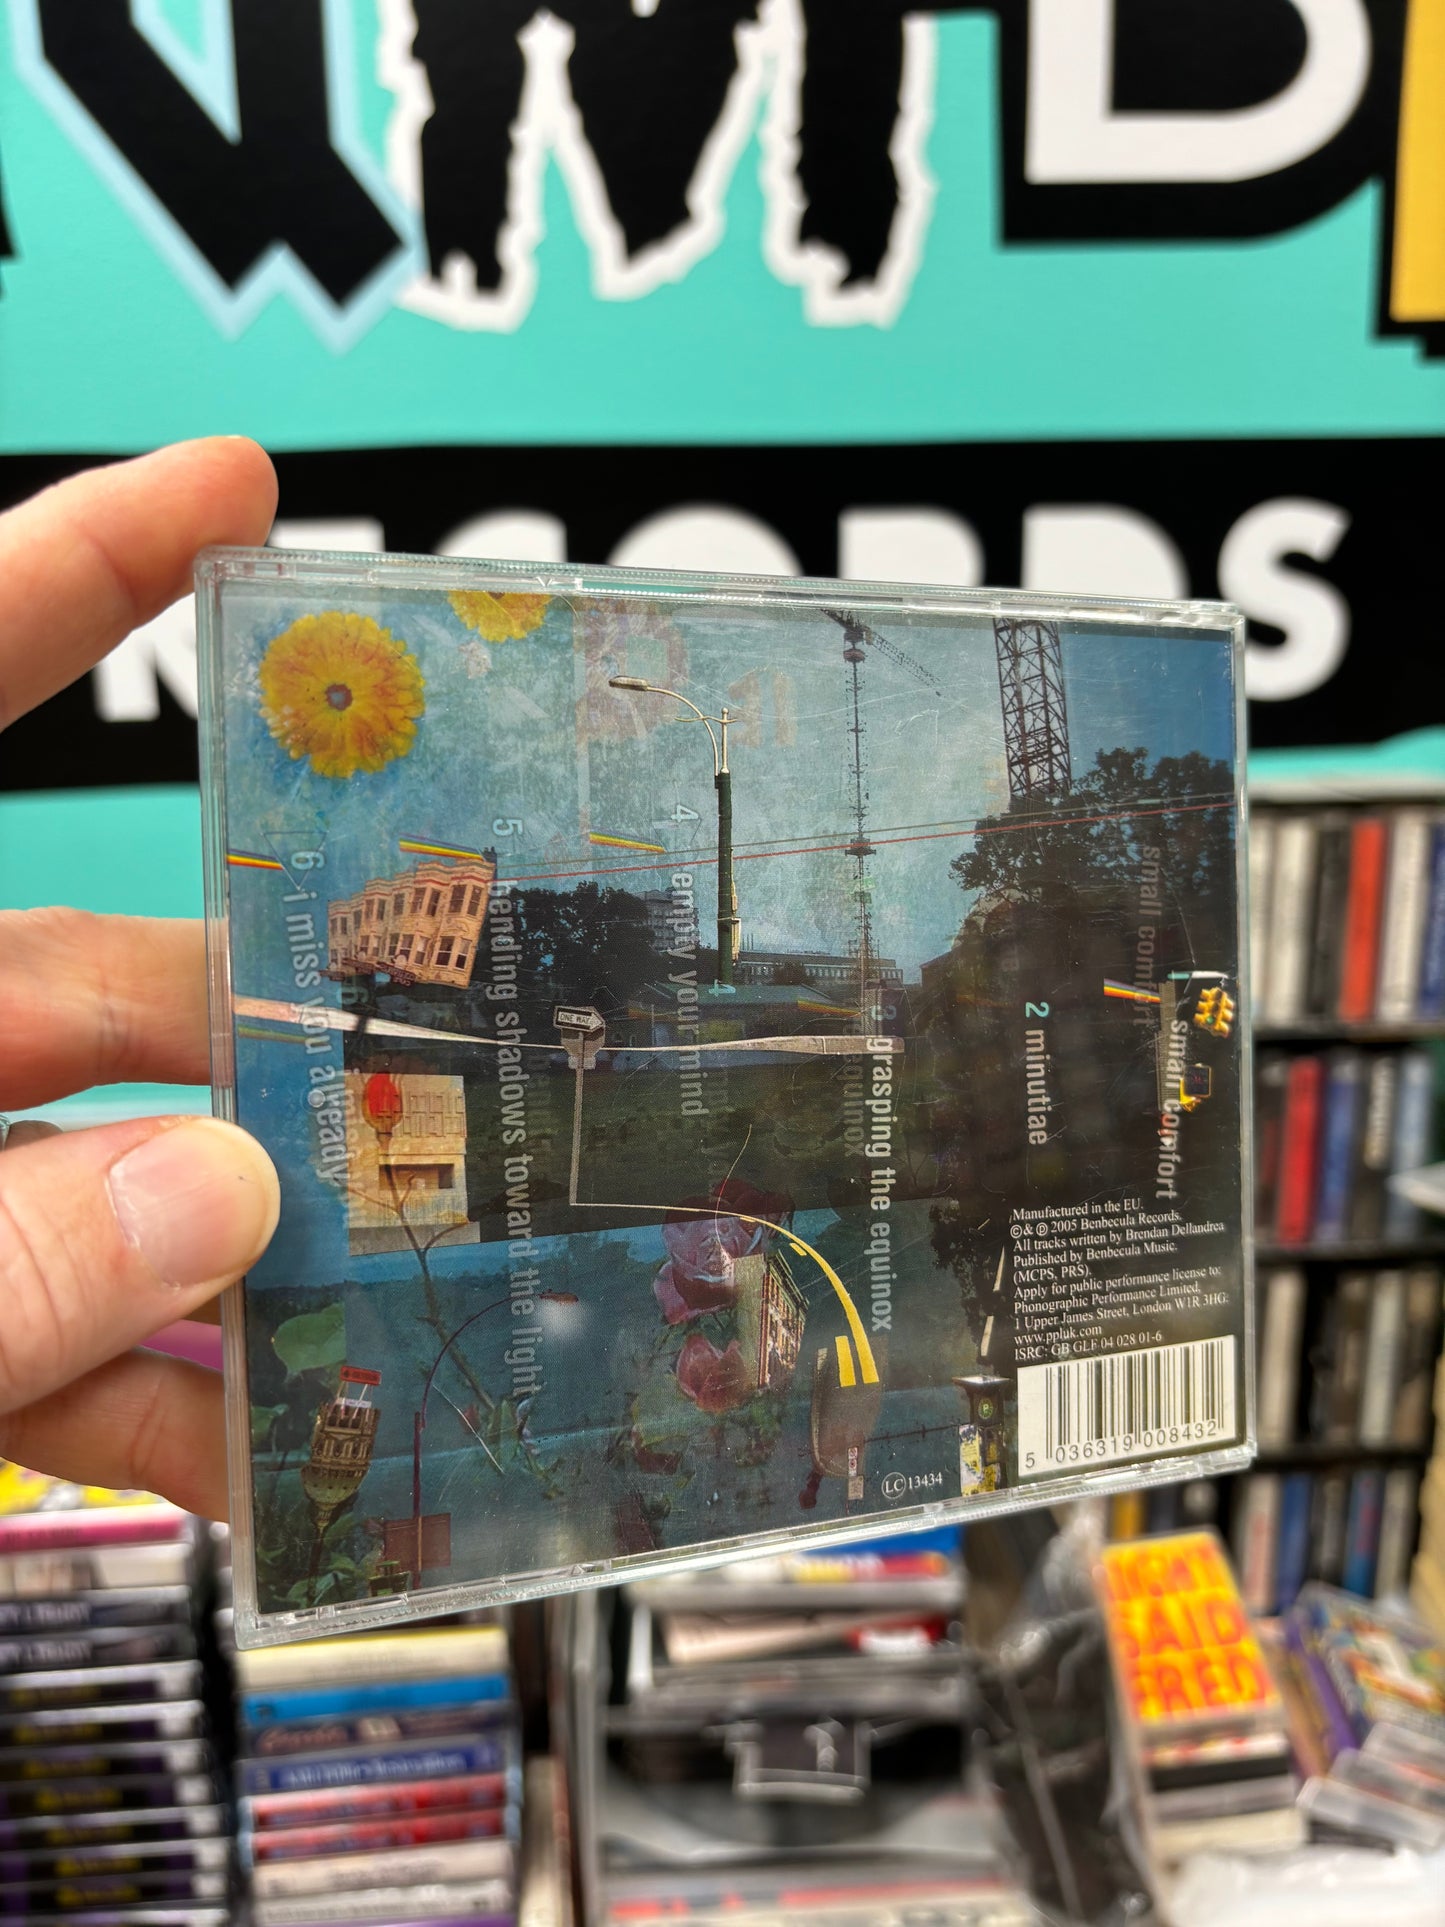 RECORDS
small comfort
2 minutiae
3 grasping the equinox
4 empty your mind
5 bending shadows toward the light
6 i miss you already
ONE WAY
Manufactured in the EU.
©& ℗ 2005 Benbecula Records.
All tracks written by Brendan Dellandrea
Published by Benbecula Music.
(MCPS, PRS).
Apply for public performance license to:
Phonographic Performance Limited,
1 Upper James Street, London W1R 3HG.
www.ppluk.com
ISRC: GB GLF 04 028 01-6
5 036319 008432
LC 13434
SAID
FRED